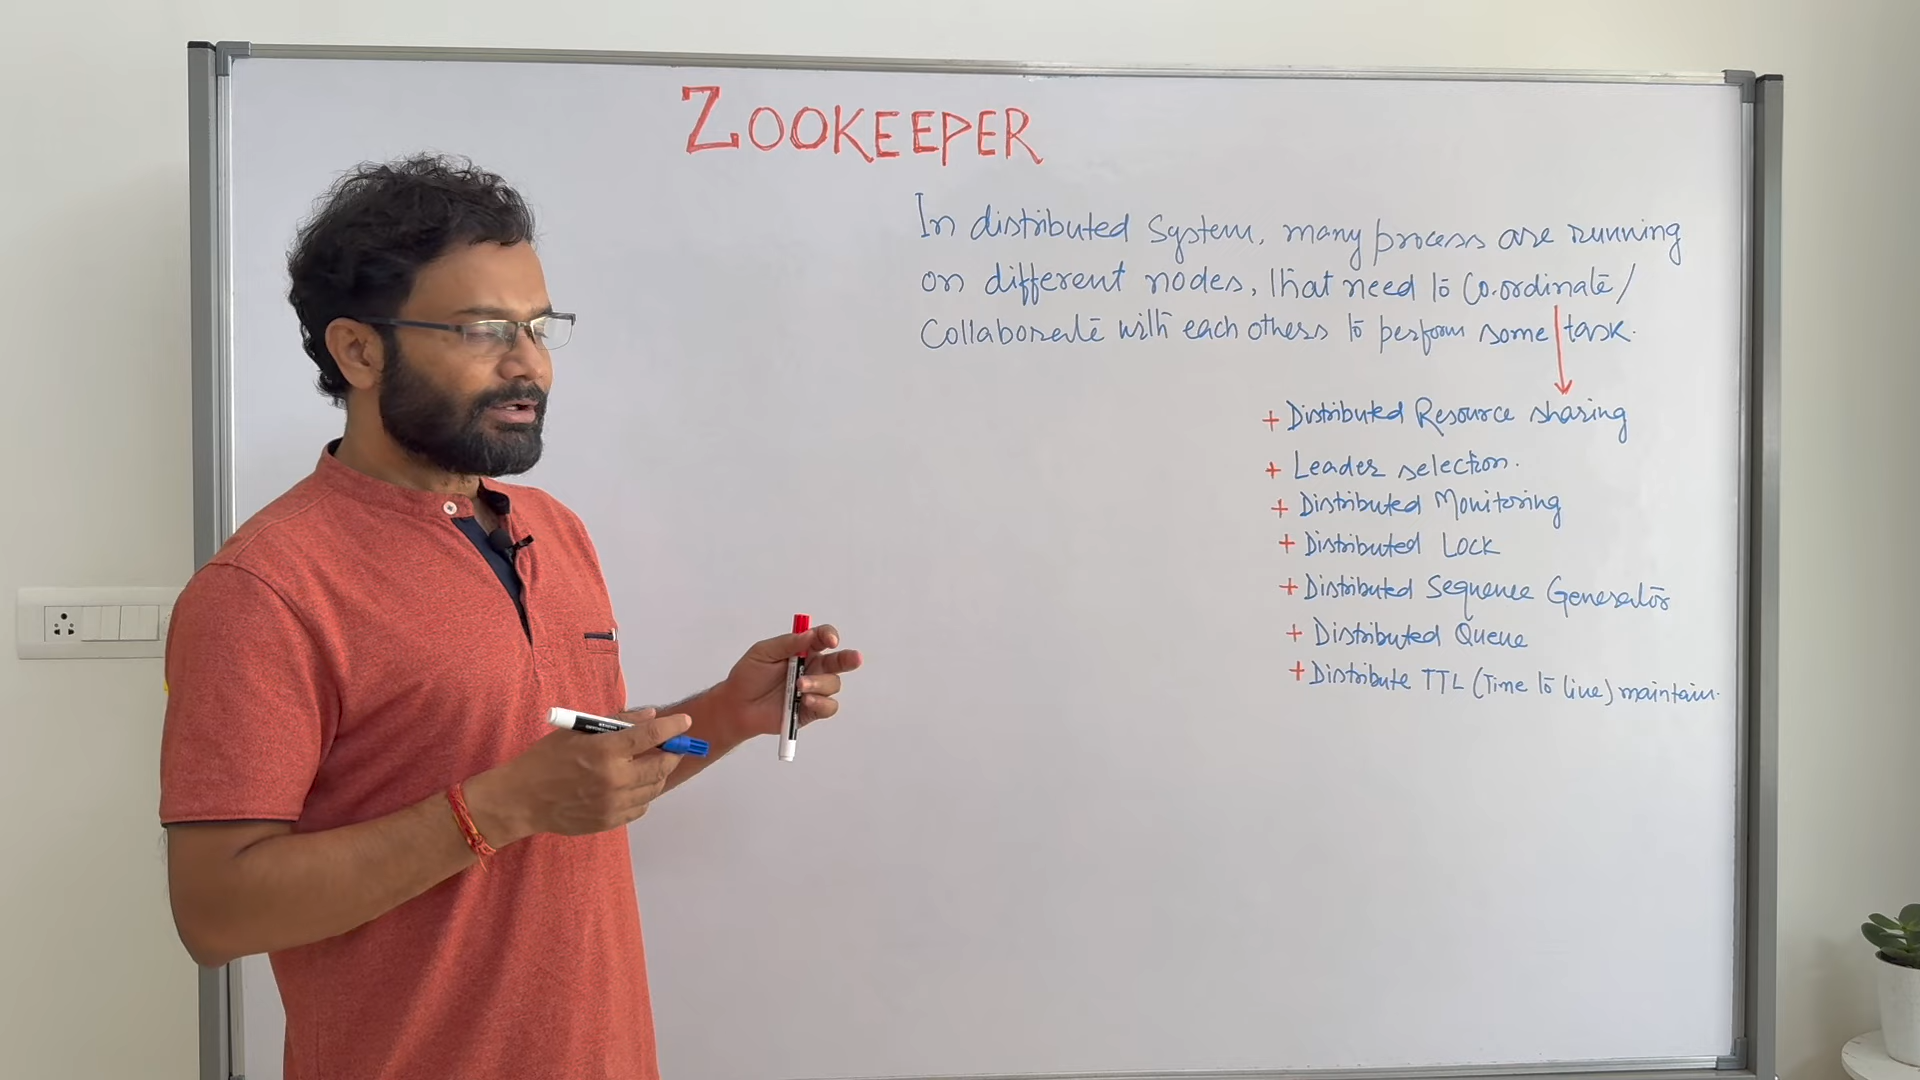 ZOOKEEPER
In distributed system, many process are running
on different nodes, that need to Co-ordinate/
Collaborate with each others to perform some task.
+ Distributed Resource sharing
+ Leader selection.
+ Distributed Monitoring
+ Distributed Lock
+ Distributed Sequence Generator
+ Distributed Queue
+ Distribute TTL (Time to live) maintain.